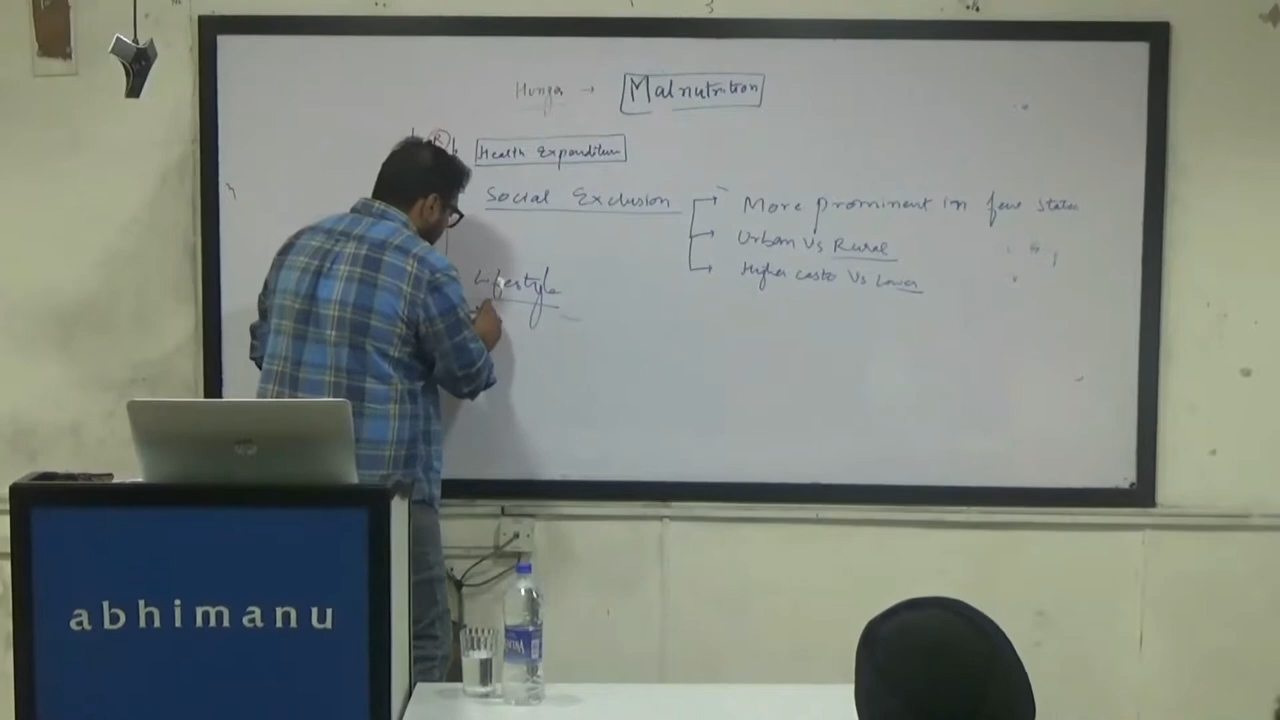 Hunger → Malnutrition
Health Expenditure
Social Exclusion
More prominent in few states
Urban Vs Rural
Higher caste Vs Lower
Lifestyle
abhimanu
hp